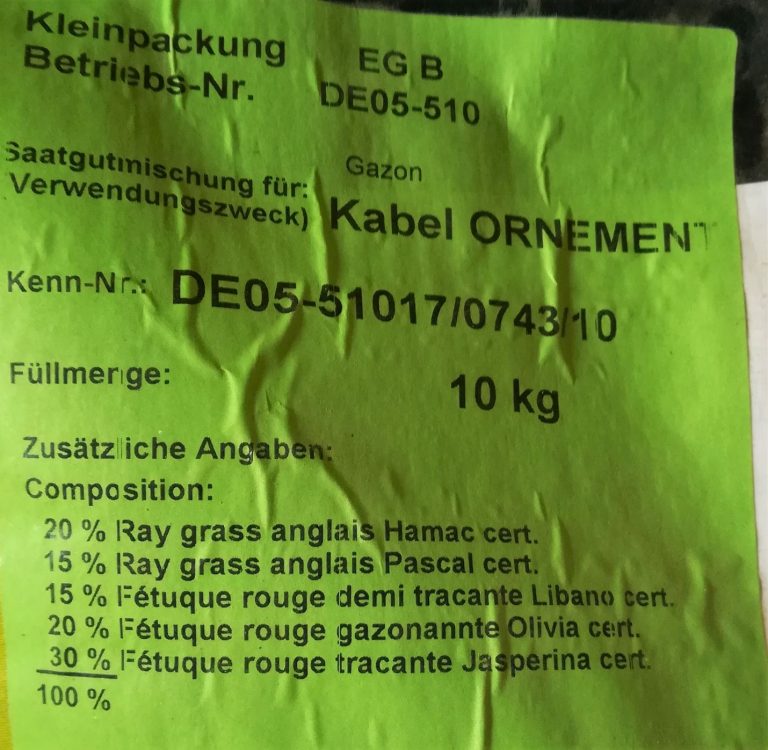 Kleinpackung EG B
Betriebs-Nr. DE05-510
Saatgutmischung für: Gazon
Verwendungszweck) Kabel ORNEMENT
Kenn-Nr.: DE05-51017/0743/10
Füllmenge: 10 kg
Zusätzliche Angaben:
Composition:
20 % Ray grass anglais Hamac cert.
15 % Ray grass anglais Pascal cert.
15 % Fétuque rouge demi tracante Libano cert.
20 % Fétuque rouge gazonannte Olivia cert.
30 % Fétuque rouge tracante Jasperina cert.
100 %